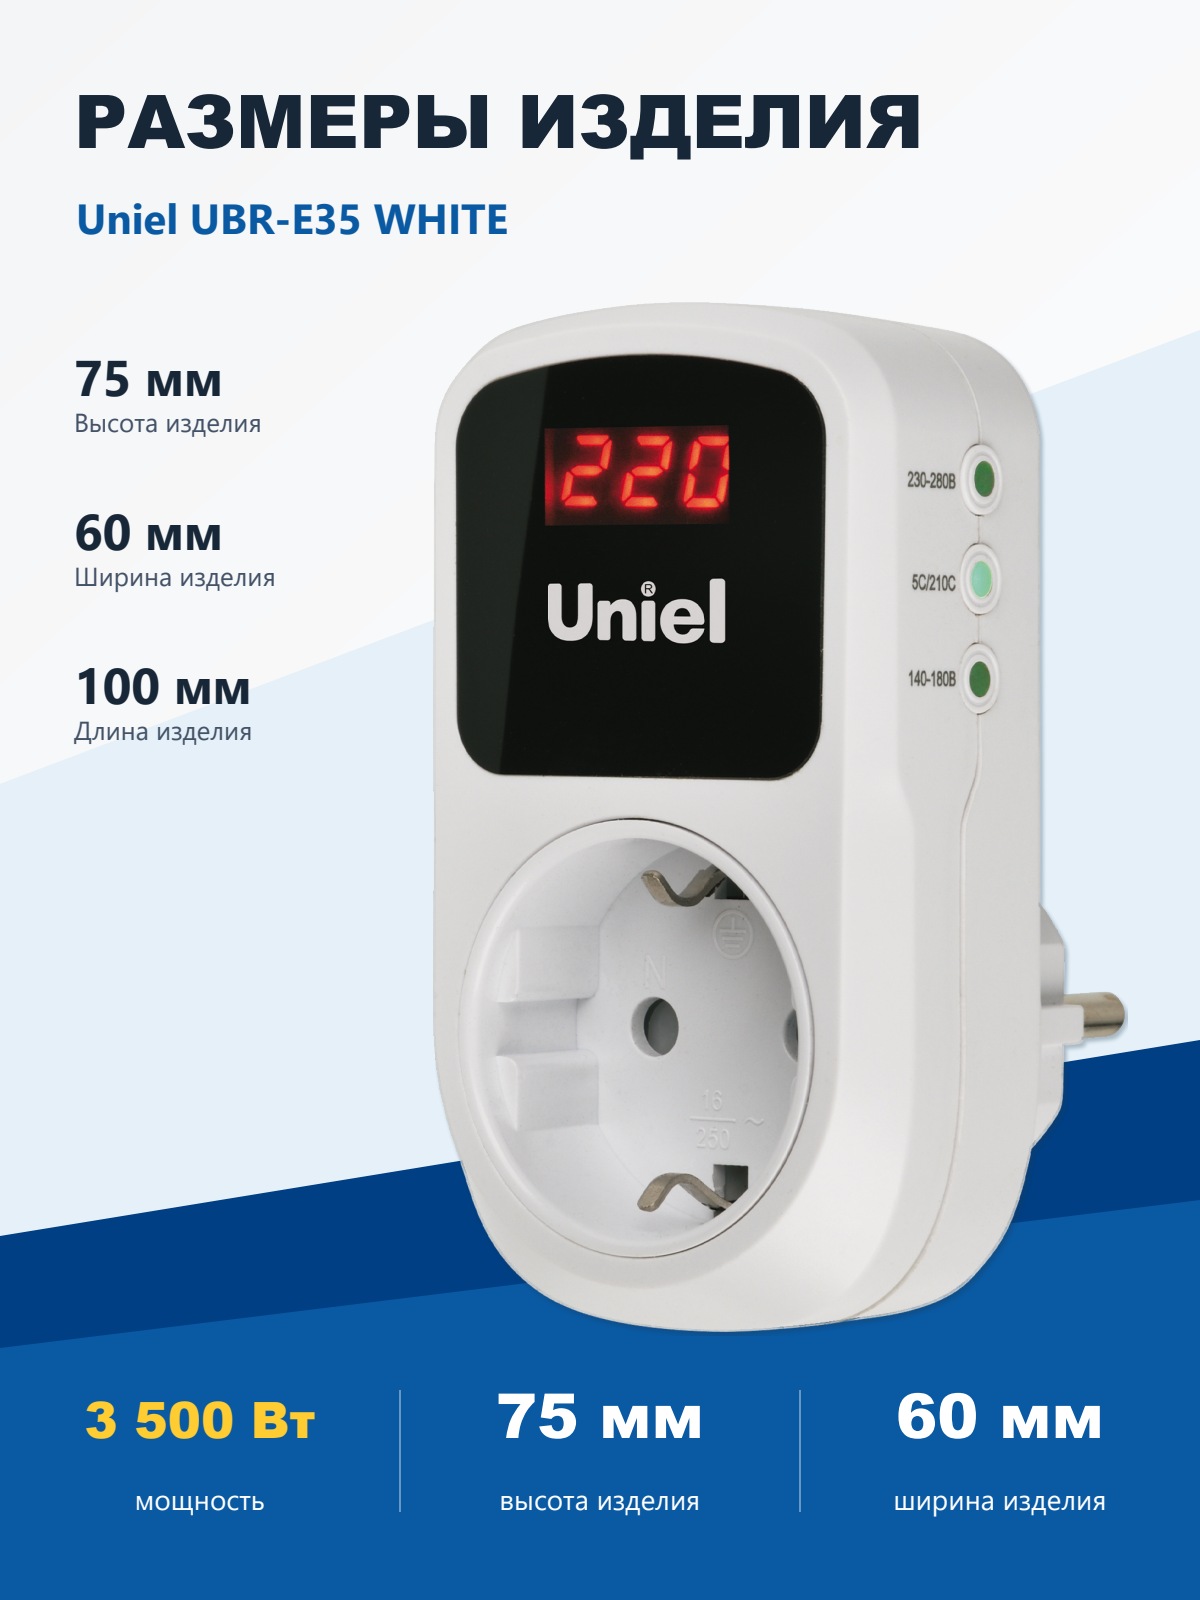 РАЗМЕРЫ ИЗДЕЛИЯ
Uniel UBR-E35 WHITE
75 мм
Высота изделия
60 мм
Ширина изделия
100 мм
Длина изделия
220
Uniel®
230-280В
5С/210С
140-180В
N
16
250 ~
3 500 Вт
мощность
75 мм
высота изделия
60 мм
ширина изделия